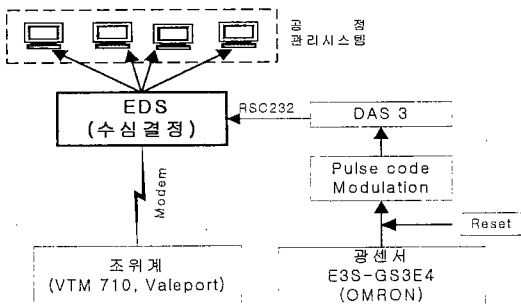 공 정
관리시스템
EDS
(수심결정)
RSC232
DAS 3
Pulse code
Modulation
Modem
Reset
조위계
(VTM 710, Valeport)
광센서
E3S-GS3E4
(OMRON)